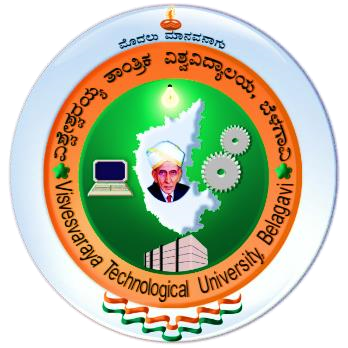 ಮೊದಲು ಮಾನವನಾಗು
ವಿಶ್ವೇಶ್ವರಯ್ಯ ತಾಂತ್ರಿಕ ವಿಶ್ವವಿದ್ಯಾಲಯ, ಬೆಳಗಾವಿ
Visvesvaraya Technological University, Belagavi